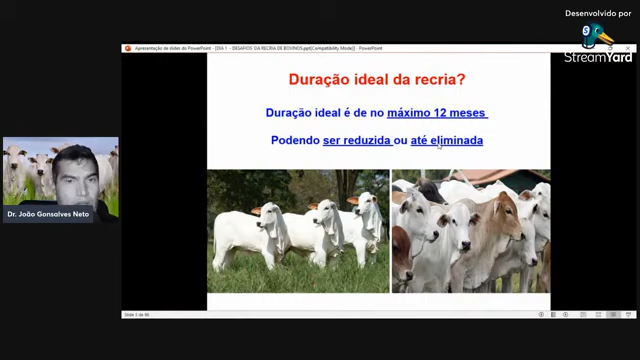 Desenvolvido por
StreamYard
Apresentação de slides do PowerPoint - [DIA 1 - DESAFIOS DA RECRIA DE BOVINOS.ppt[Compatibility Mode]] - PowerPoint
Duração ideal da recria?
Duração ideal é de no máximo 12 meses
Podendo ser reduzida ou até eliminada
Dr. João Gonsalves Neto
Slide 3 de 96